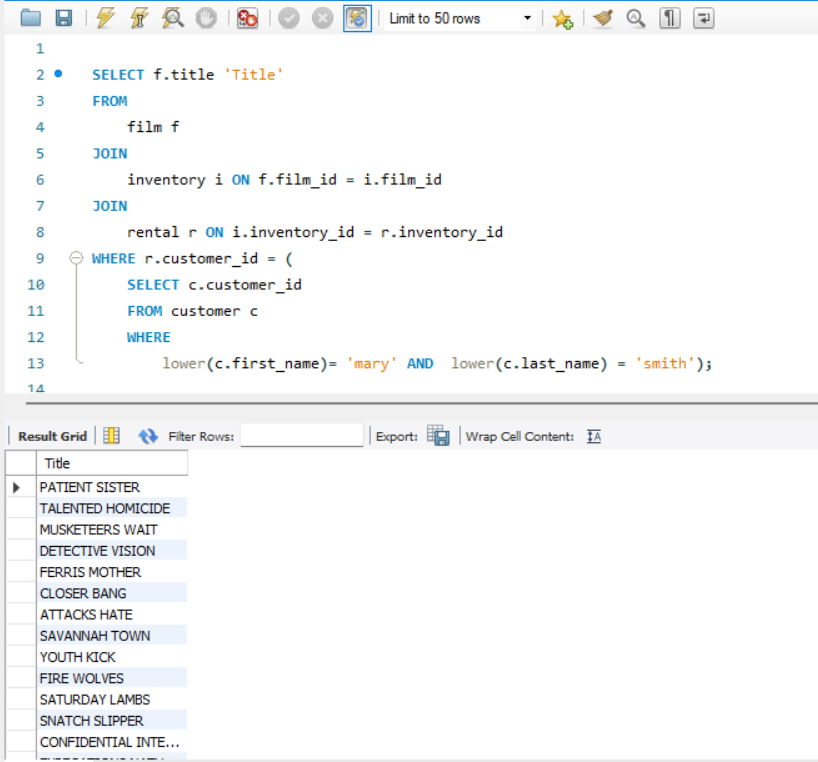 Limit to 50 rows
1
2 SELECT f.title 'Title'
3 FROM
4 film f
5 JOIN
6 inventory i ON f.film_id = i.film_id
7 JOIN
8 rental r ON i.inventory_id = r.inventory_id
9 WHERE r.customer_id = (
10 SELECT c.customer_id
11 FROM customer c
12 WHERE
13 lower(c.first_name)= 'mary' AND  lower(c.last_name) = 'smith');
14
Result Grid Filter Rows: Export: Wrap Cell Content: IA
Title
PATIENT SISTER
TALENTED HOMICIDE
MUSKETEERS WAIT
DETECTIVE VISION
FERRIS MOTHER
CLOSER BANG
ATTACKS HATE
SAVANNAH TOWN
YOUTH KICK
FIRE WOLVES
SATURDAY LAMBS
SNATCH SLIPPER
CONFIDENTIAL INTE...